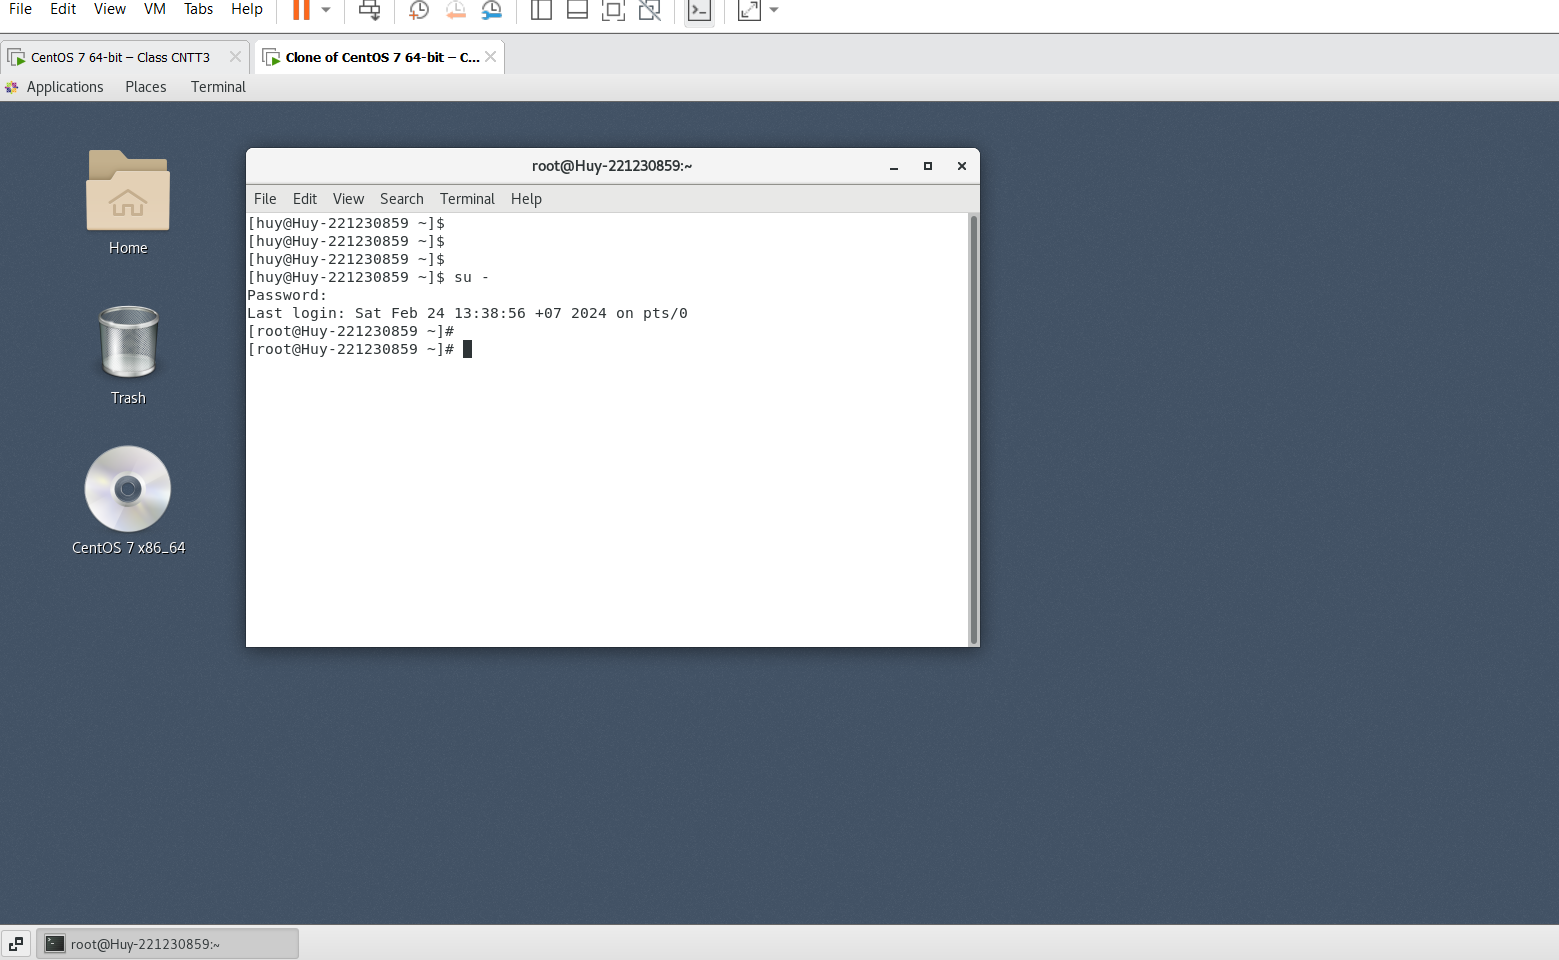 File Edit View VM Tabs Help
CentOS 7 64-bit – Class CNTT3
Clone of CentOS 7 64-bit – C...
Applications Places Terminal
Home
Trash
CentOS 7 x86_64
root@Huy-221230859:~
File Edit View Search Terminal Help
[huy@Huy-221230859 ~]$
[huy@Huy-221230859 ~]$
[huy@Huy-221230859 ~]$
[huy@Huy-221230859 ~]$ su -
Password:
Last login: Sat Feb 24 13:38:56 +07 2024 on pts/0
[root@Huy-221230859 ~]#
[root@Huy-221230859 ~]#
root@Huy-221230859:~